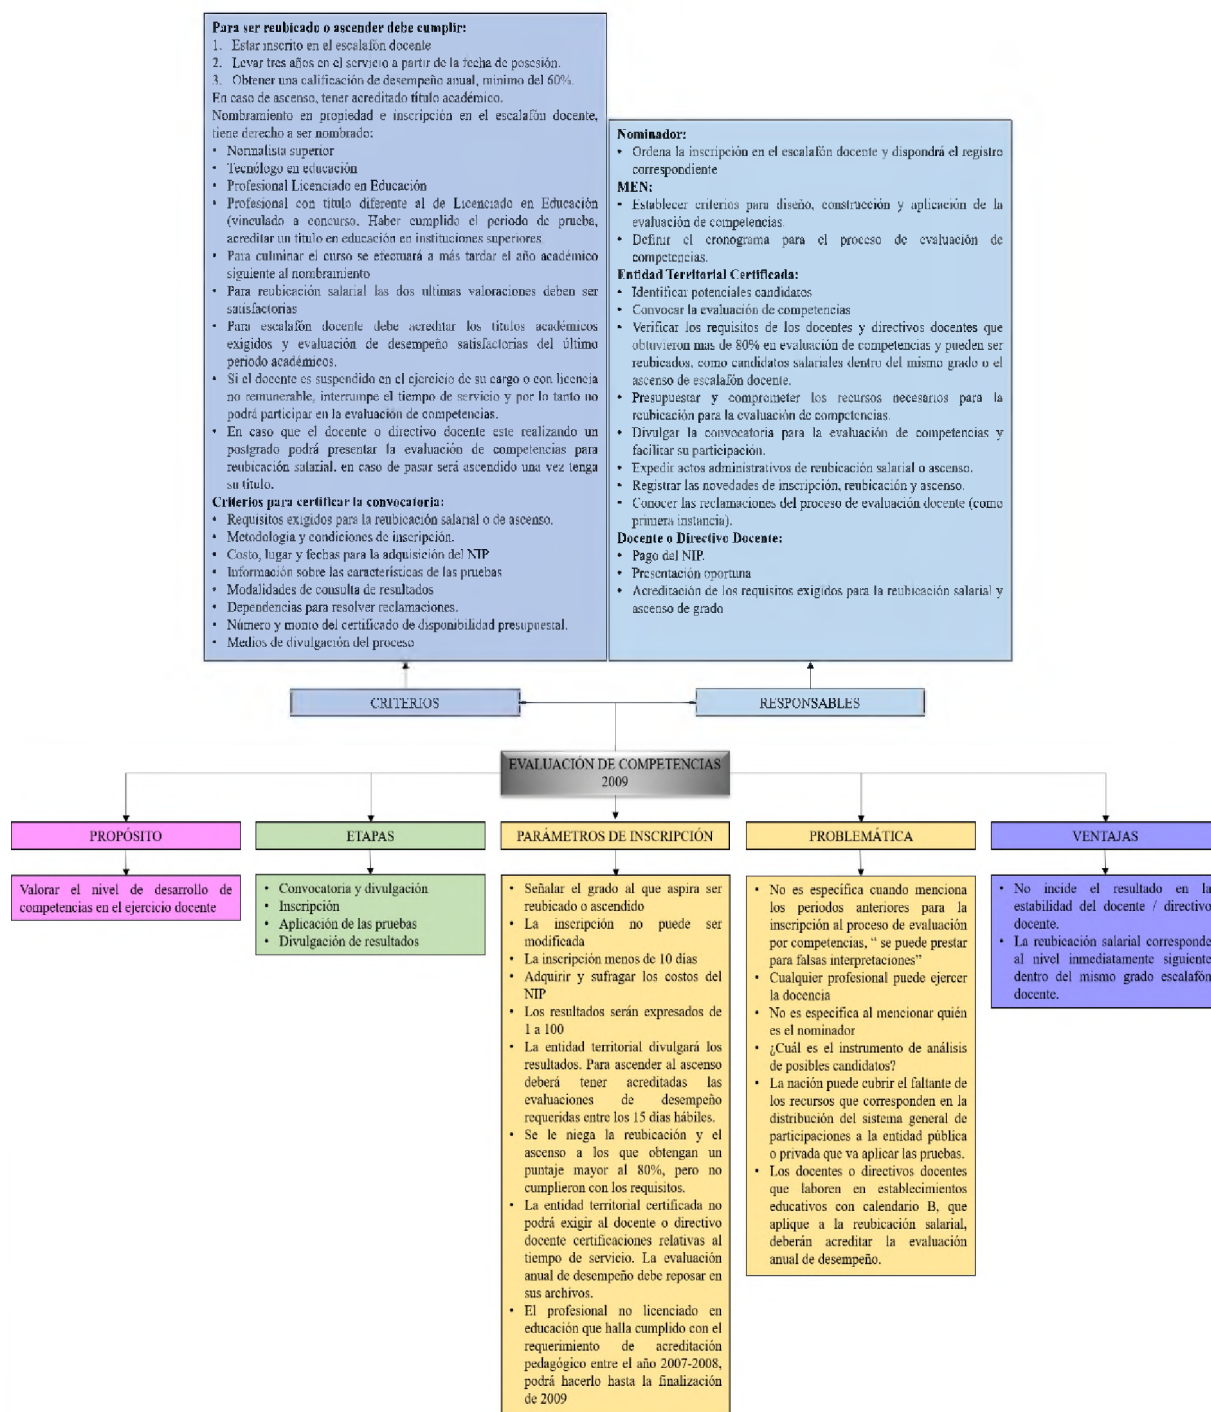 Para ser reubicado o ascender debe cumplir:
1. Estar inscrito en el escalafón docente
2. Levar tres años en el servicio a partir de la fecha de posesión.
3. Obtener una calificación de desempeño anual, minimo del 60%.
En caso de ascenso, tener acreditado título académico.
Nombramiento en propiedad e inscripción en el escalafón docente,
tiene derecho a ser nombrado:
• Normalista superior
• Tecnólogo en educación
• Profesional Licenciado en Educación
• Profesional con título diferente al de Licenciado en Educación
(vinculado a concurso. Haber cumplido el periodo de prueba,
acreditar un titulo en educación en instituciones superiores
• Para culminar el curso se efectuará a más tardar el año académico
siguiente al nombramiento
• Para reubicación salarial las dos ultimas valoraciones deben ser
satisfactorias
• Para escalafón docente debe acreditar los títulos académicos
exigidos y evaluación de desempeño satisfactorias del último
periodo académicos.
• Si el docente es suspendido en el ejercicio de su cargo o con licencia
no remunerable, interrumpe el tiempo de servicio y por lo tanto no
podrá participar en la evaluación de competencias.
• En caso que el docente o directivo docente este realizando un
postgrado podrá presentar la evaluación de competencias para
reubicación salarial, en caso de pasar será ascendido una vez tenga
su título.
Criterios para certificar la convocatoria:
• Requisitos exigidos para la reubicación salarial o de ascenso.
• Metodología y condiciones de inscripción.
• Costo, lugar y fechas para la adquisición del NIP
• Información sobre las características de las pruebas
• Modalidades de consulta de resultados
• Dependencias para resolver reclamaciones.
• Número y monto del certificado de disponibilidad presupuestal.
• Medios de divulgación del proceso
Nominador:
• Ordena la inscripción en el escalafón docente y dispondrá el registro
correspondiente
MEN:
• Establecer criterios para diseño, construcción y aplicación de la
evaluación de competencias.
• Definir el cronograma para el proceso de evaluación de
competencias.
Entidad Territorial Certificada:
• Identificar potenciales candidatos
• Convocar la evaluación de competencias
• Verificar los requisitos de los docentes y directivos docentes que
obtuvieron mas de 80% en evaluación de competencias y pueden ser
reubicados, como candidatos salariales dentro del mismo grado o el
ascenso de escalafón docente.
• Presupuestar y comprometer los recursos necesarios para la
reubicación para la evaluación de competencias.
• Divulgar la convocatoria para la evaluación de competencias y
facilitar su participación.
• Expedir actos administrativos de reubicación salarial o ascenso.
• Registrar las novedades de inscripción, reubicación y ascenso.
• Conocer las reclamaciones del proceso de evaluación docente (como
primera instancia).
Docente o Directivo Docente:
• Pago del NIP.
• Presentación oportuna
• Acreditación de los requisitos exigidos para la reubicación salarial y
ascenso de grado
CRITERIOS
RESPONSABLES
EVALUACIÓN DE COMPETENCIAS
2009
PROPÓSITO
ETAPAS
PARÁMETROS DE INSCRIPCIÓN
PROBLEMÁTICA
VENTAJAS
Valorar el nivel de desarrollo de
competencias en el ejercicio docente
• Convocatoria y divulgación
• Inscripción
• Aplicación de las pruebas
• Divulgación de resultados
• Señalar el grado al que aspira ser
reubicado o ascendido
• La inscripción no puede ser
modificada
• La inscripción menos de 10 días
• Adquirir y sufragar los costos del
NIP
• Los resultados serán expresados de
1 a 100
• La entidad territorial divulgará los
resultados. Para ascender al ascenso
deberá tener acreditadas las
evaluaciones de desempeño
requeridas entre los 15 días hábiles.
• Se le niega la reubicación y el
ascenso a los que obtengan un
puntaje mayor al 80%, pero no
cumplieron con los requisitos.
• La entidad territorial certificada no
podrá exigir al docente o directivo
docente certificaciones relativas al
tiempo de servicio. La evaluación
anual de desempeño debe reposar en
sus archivos.
• El profesional no licenciado en
educación que halla cumplido con el
requerimiento de acreditación
pedagógico entre el año 2007-2008,
podrá hacerlo hasta la finalización
de 2009
• No es específica cuando menciona
los periodos anteriores para la
inscripción al proceso de evaluación
por competencias, “ se puede prestar
para falsas interpretaciones”
• Cualquier profesional puede ejercer
la docencia
• No es especifica al mencionar quién
es el nominador
• ¿Cuál es el instrumento de análisis
de posibles candidatos?
• La nación puede cubrir el faltante de
los recursos que corresponden en la
distribución del sistema general de
participaciones a la entidad pública
o privada que va aplicar las pruebas.
• Los docentes o directivos docentes
que laboren en establecimientos
educativos con calendario B, que
aplique a la reubicación salarial,
deberán acreditar la evaluación
anual de desempeño.
• No incide el resultado en la
estabilidad del docente / directivo
docente.
• La reubicación salarial corresponde
al nivel inmediatamente siguiente
dentro del mismo grado escalafón
docente.